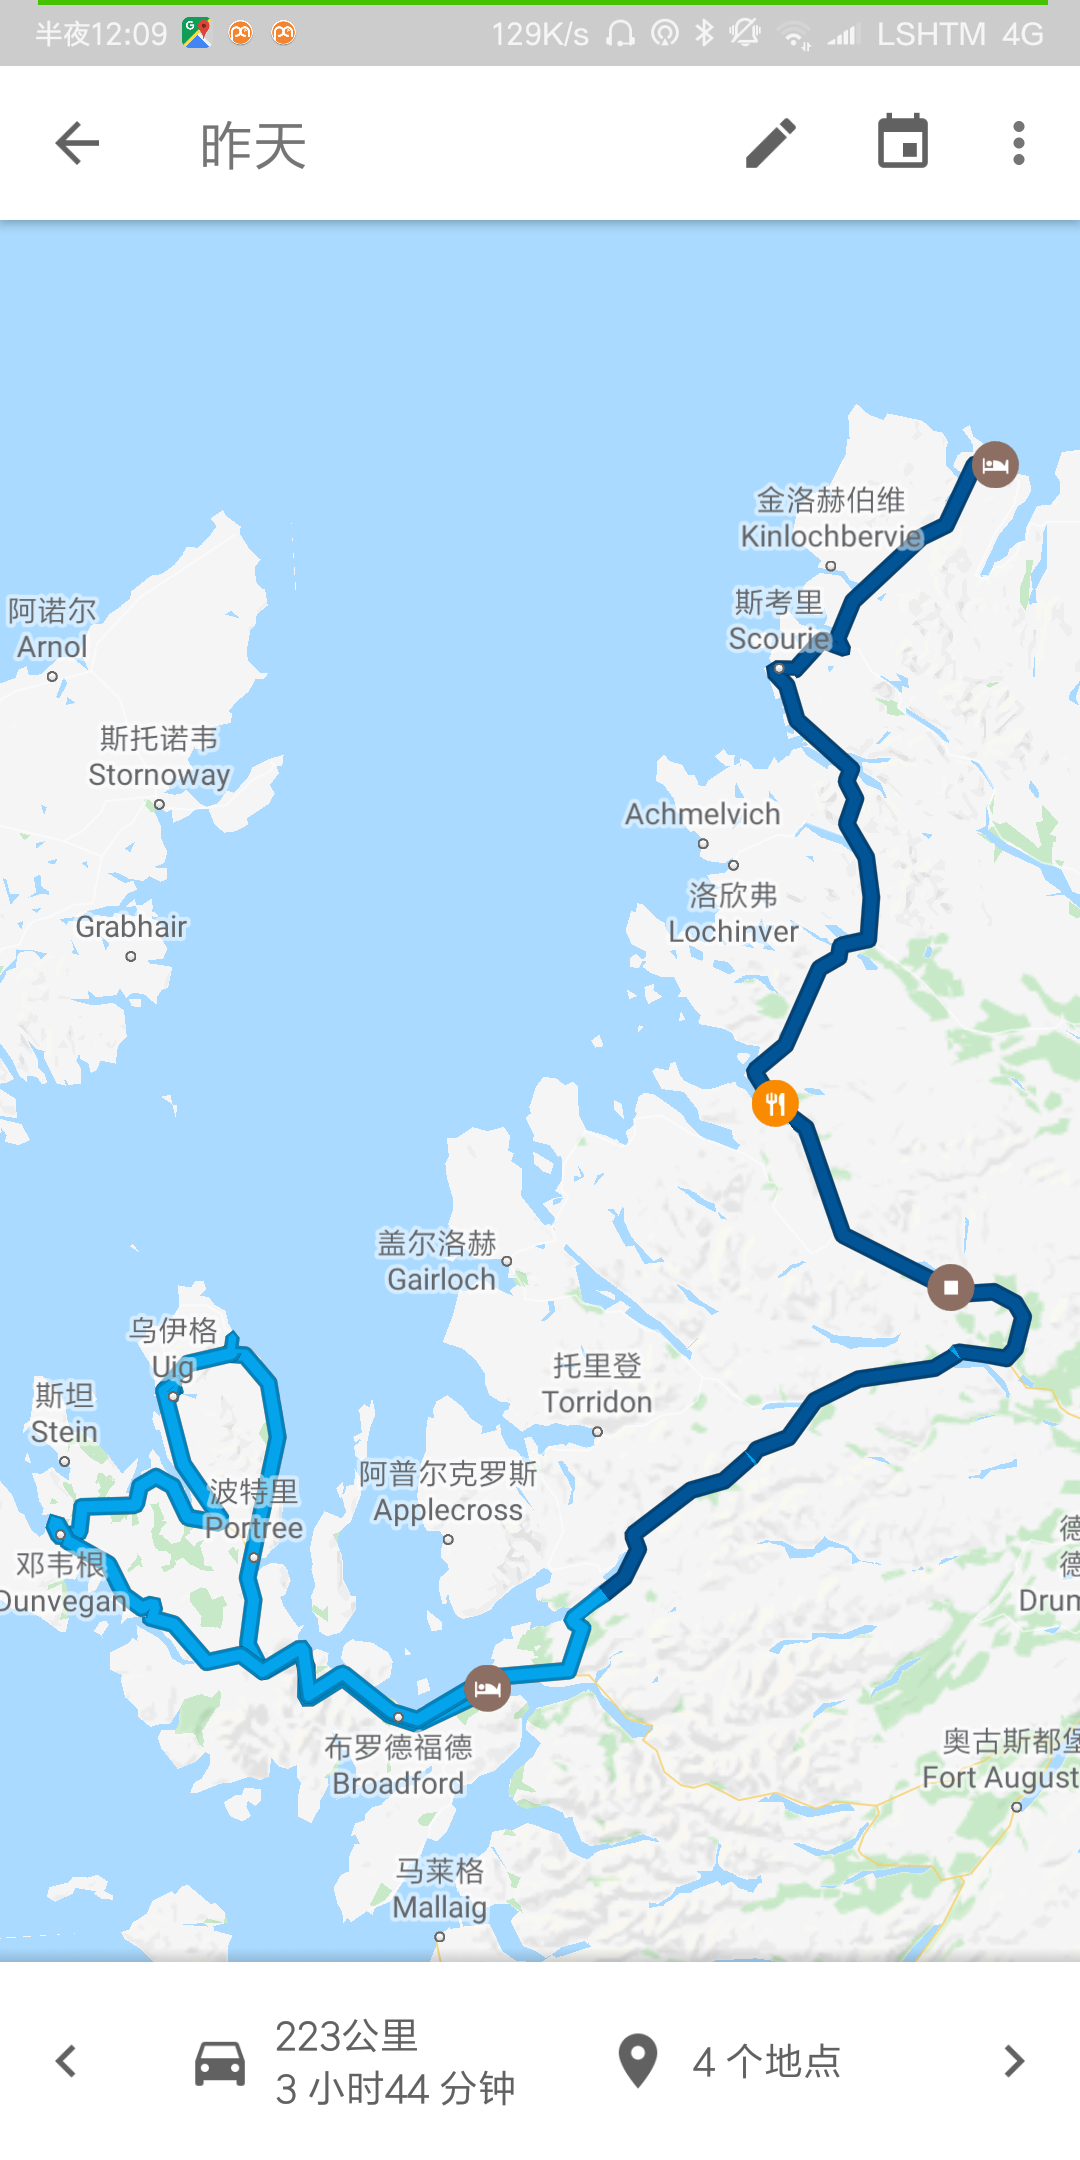 半夜12:09
129K/s
LSHTM 4G
昨天
金洛赫伯维
Kinlochbervie
阿诺尔
Arnol
斯考里
Scourie
斯托诺韦
Stornoway
Achmelvich
洛欣弗
Lochinver
Grabhair
盖尔洛赫
Gairloch
乌伊格
Uig
托里登
Torridon
斯坦
Stein
阿普尔克罗斯
Applecross
波特里
Portree
邓韦根
Dunvegan
德
德
Drum
布罗德福德
Broadford
奥古斯都堡
Fort August
马莱格
Mallaig
223公里
3 小时44 分钟
4 个地点